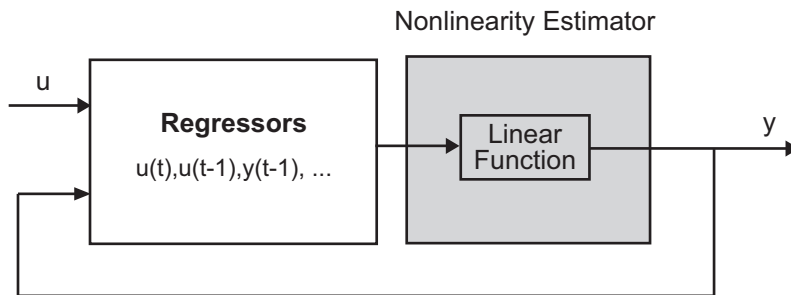 Nonlinearity Estimator
u
Regressors
u(t),u(t-1),y(t-1), ...
Linear
Function
y